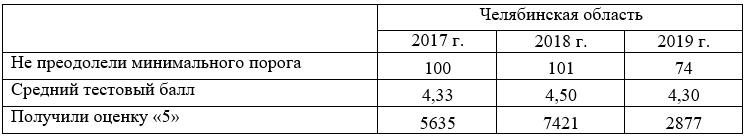 Челябинская область
2017 г. 2018 г. 2019 г.
Не преодолели минимального порога 100 101 74
Средний тестовый балл 4,33 4,50 4,30
Получили оценку «5» 5635 7421 2877